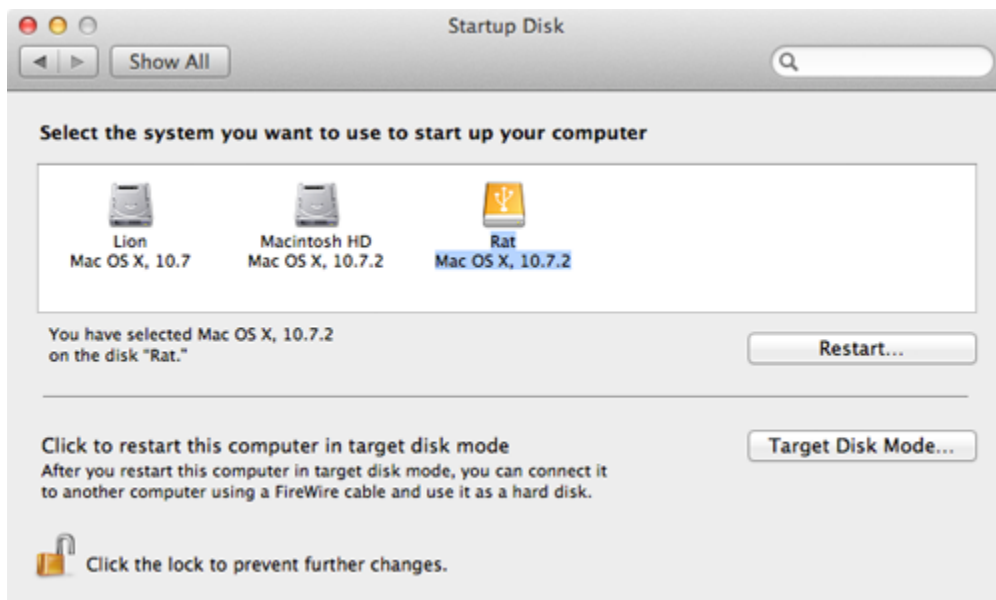 Startup Disk
Show All
Select the system you want to use to start up your computer
Lion
Mac OS X, 10.7
Macintosh HD
Mac OS X, 10.7.2
Rat
Mac OS X, 10.7.2
You have selected Mac OS X, 10.7.2
on the disk "Rat."
Restart...
Click to restart this computer in target disk mode
After you restart this computer in target disk mode, you can connect it
to another computer using a FireWire cable and use it as a hard disk.
Target Disk Mode...
Click the lock to prevent further changes.